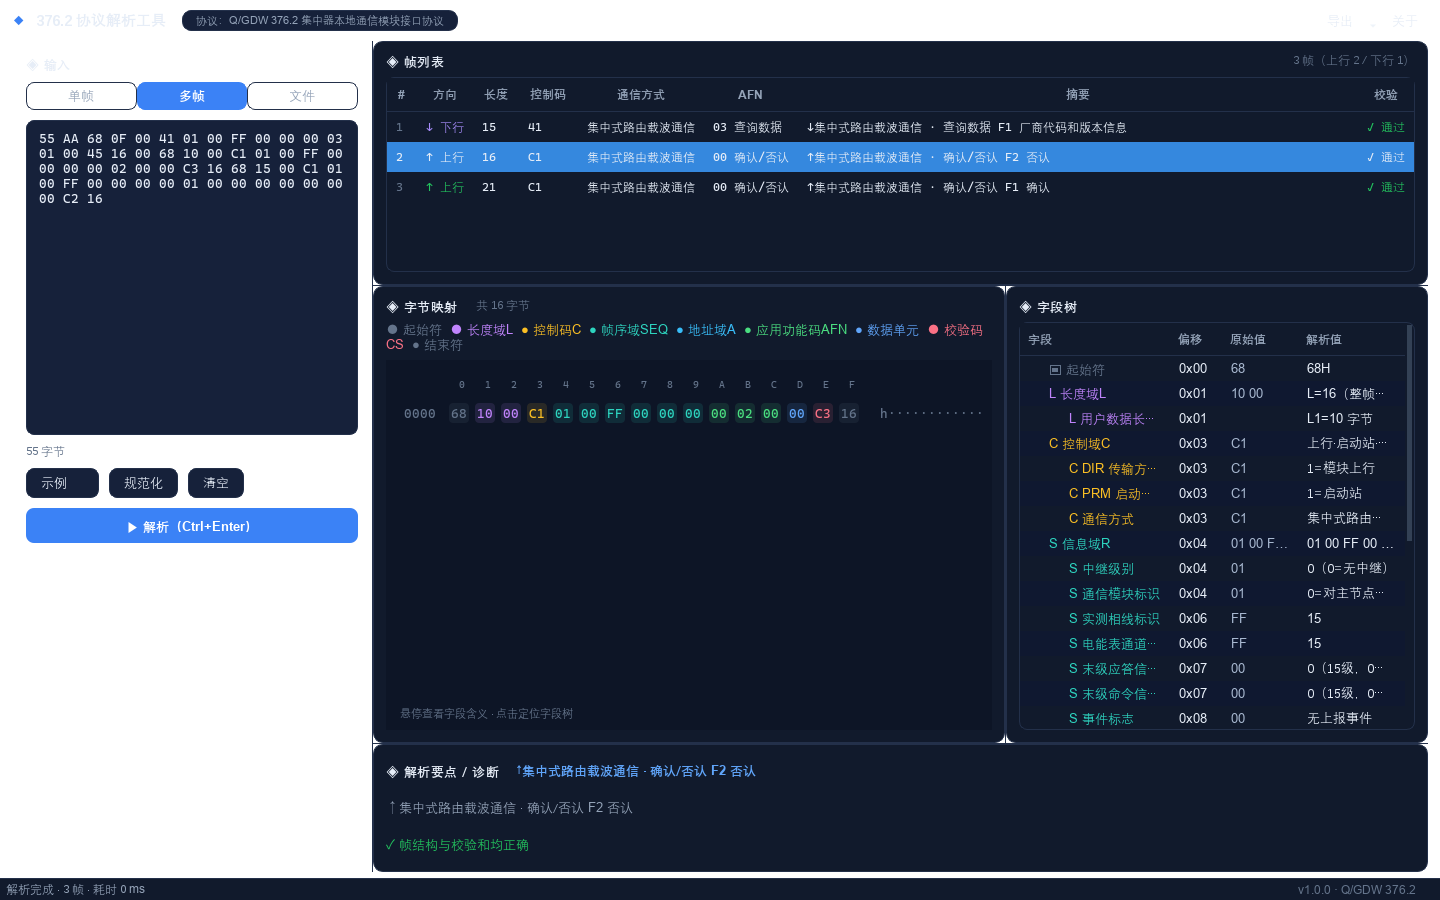 ◆ 376.2 协议解析工具 协议：Q/GDW 376.2 集中器本地通信模块接口协议 导出 关于
◈ 输入
单帧 多帧 文件
55 AA 68 0F 00 41 01 00 FF 00 00 00 03
01 00 45 16 00 68 10 00 C1 01 00 FF 00
00 00 00 02 00 00 C3 16 68 15 00 C1 01
00 FF 00 00 00 00 01 00 00 00 00 00 00
00 C2 16
55 字节
示例 规范化 清空
▶ 解析（Ctrl+Enter）
◈ 帧列表 3 帧（上行 2 / 下行 1）
# 方向 长度 控制码 通信方式 AFN 摘要 校验
1 ↓ 下行 15 41 集中式路由载波通信 03 查询数据 ↓集中式路由载波通信 · 查询数据 F1 厂商代码和版本信息 ✓ 通过
2 ↑ 上行 16 C1 集中式路由载波通信 00 确认/否认 ↑集中式路由载波通信 · 确认/否认 F2 否认 ✓ 通过
3 ↑ 上行 21 C1 集中式路由载波通信 00 确认/否认 ↑集中式路由载波通信 · 确认/否认 F1 确认 ✓ 通过
◈ 字节映射 共 16 字节
● 起始符 ● 长度域L ● 控制码C ● 帧序域SEQ ● 地址域A ● 应用功能码AFN ● 数据单元 ● 校验码
CS ● 结束符
0 1 2 3 4 5 6 7 8 9 A B C D E F
0000 68 10 00 C1 01 00 FF 00 00 00 00 02 00 00 C3 16 h············
悬停查看字段含义 · 点击定位字段树
◈ 字段树
字段 偏移 原始值 解析值
▣ 起始符 0x00 68 68H
L 长度域L 0x01 10 00 L=16（整帧…
L 用户数据长… 0x01 L1=10 字节
C 控制域C 0x03 C1 上行·启动站·…
C DIR 传输方… 0x03 C1 1=模块上行
C PRM 启动… 0x03 C1 1=启动站
C 通信方式 0x03 C1 集中式路由…
S 信息域R 0x04 01 00 F… 01 00 FF 00 …
S 中继级别 0x04 01 0（0=无中继）
S 通信模块标识 0x04 01 0=对主节点…
S 实测相线标识 0x06 FF 15
S 电能表通道… 0x06 FF 15
S 末级应答信… 0x07 00 0（15级，0…
S 末级命令信… 0x07 00 0（15级，0…
S 事件标志 0x08 00 无上报事件
◈ 解析要点 / 诊断 ↑集中式路由载波通信 · 确认/否认 F2 否认
↑集中式路由载波通信 · 确认/否认 F2 否认
✓ 帧结构与校验和均正确
解析完成 · 3 帧 · 耗时 0 ms v1.0.0 · Q/GDW 376.2